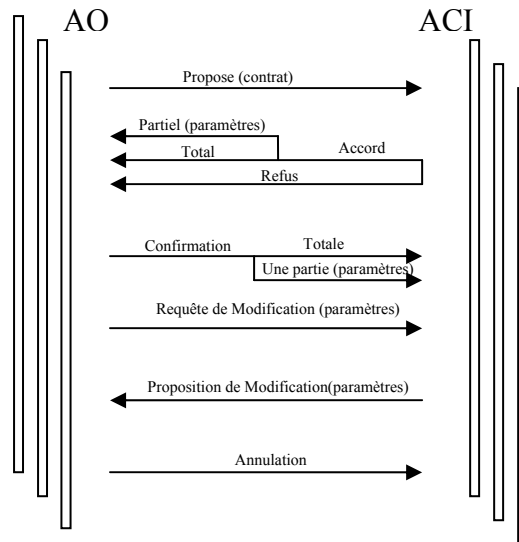 AO
ACI
Propose (contrat)
Partiel (paramètres)
Total
Accord
Refus
Confirmation
Totale
Une partie (paramètres)
Requête de Modification (paramètres)
Proposition de Modification(paramètres)
Annulation